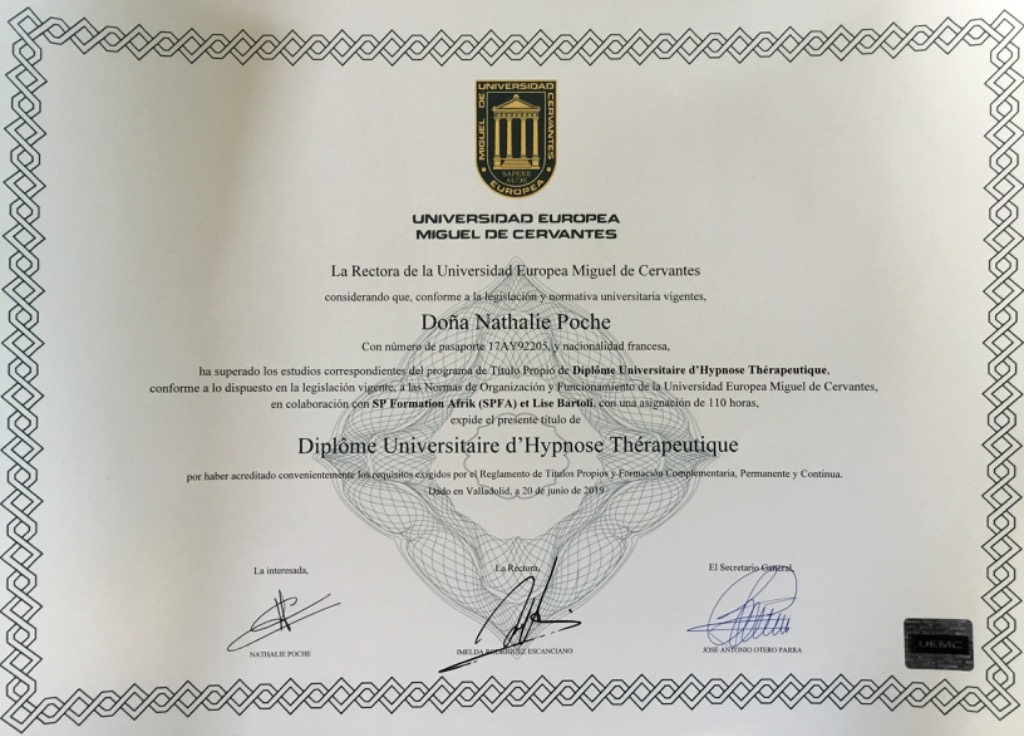 UNIVERSIDAD
MIGUEL DE
CERVANTES
SAPERE
AUDE
EUROPEA
UNIVERSIDAD EUROPEA
MIGUEL DE CERVANTES
La Rectora de la Universidad Europea Miguel de Cervantes
considerando que, conforme a la legislación y normativa universitaria vigentes,
Doña Nathalie Poche
Con número de pasaporte 17AY92205, y nacionalidad francesa,
ha superado los estudios correspondientes del programa de Título Propio de Diplôme Universitaire d'Hypnose Thérapeutique,
conforme a lo dispuesto en la legislación vigente, a las Normas de Organización y Funcionamiento de la Universidad Europea Miguel de Cervantes,
en colaboración con SP Formation Afrik (SPFA) et Lise Bartoli, con una asignación de 110 horas,
expide el presente título de
Diplôme Universitaire d'Hypnose Thérapeutique
por haber acreditado convenientemente los requisitos exigidos por el Reglamento de Títulos Propios y Formación Complementaria, Permanente y Continua.
Dado en Valladolid, a 20 de junio de 2019
La interesada, La Rectora, El Secretario General,
NATHALIE POCHE IMELDA RODRÍGUEZ ESCANCIANO JOSÉ ANTONIO OTERO PARRA
UEMC